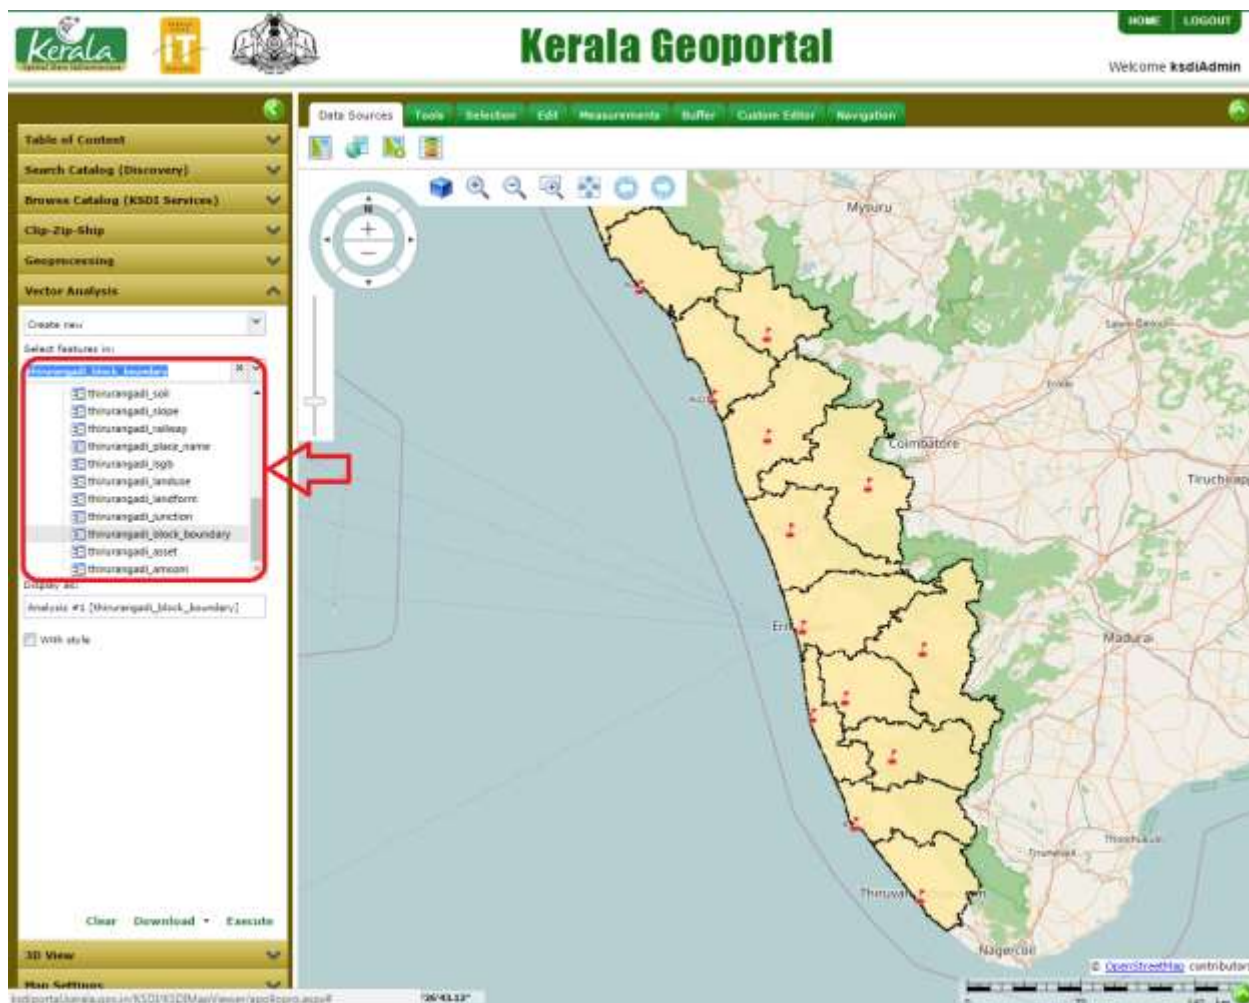 HOME LOGOUT
Kerala
IT
Kerala Geoportal
Welcome ksdiAdmin
Data Sources Tools Selection Edit Measurements Buffer Custom Editor Navigation
Table of Content
Search Catalog (Discovery)
Browse Catalog (KSDI Services)
Clip-Zip-Ship
Geoprocessing
Vector Analysis
Create new
Select features in:
thirurangadi_block_boundary
thirurangadi_soil
thirurangadi_slope
thirurangadi_railway
thirurangadi_place_name
thirurangadi_lsgb
thirurangadi_landuse
thirurangadi_landform
thirurangadi_junction
thirurangadi_block_boundary
thirurangadi_asset
thirurangadi_amsom
Display as:
Analysis #1 [thirurangadi_block_boundary]
With style
Clear Download Execute
3D View
Map Settings
N
Mysuru
Erode
Coimbatore
Tiruchirapp
Madurai
Nagercoil
© OpenStreetMap contributors